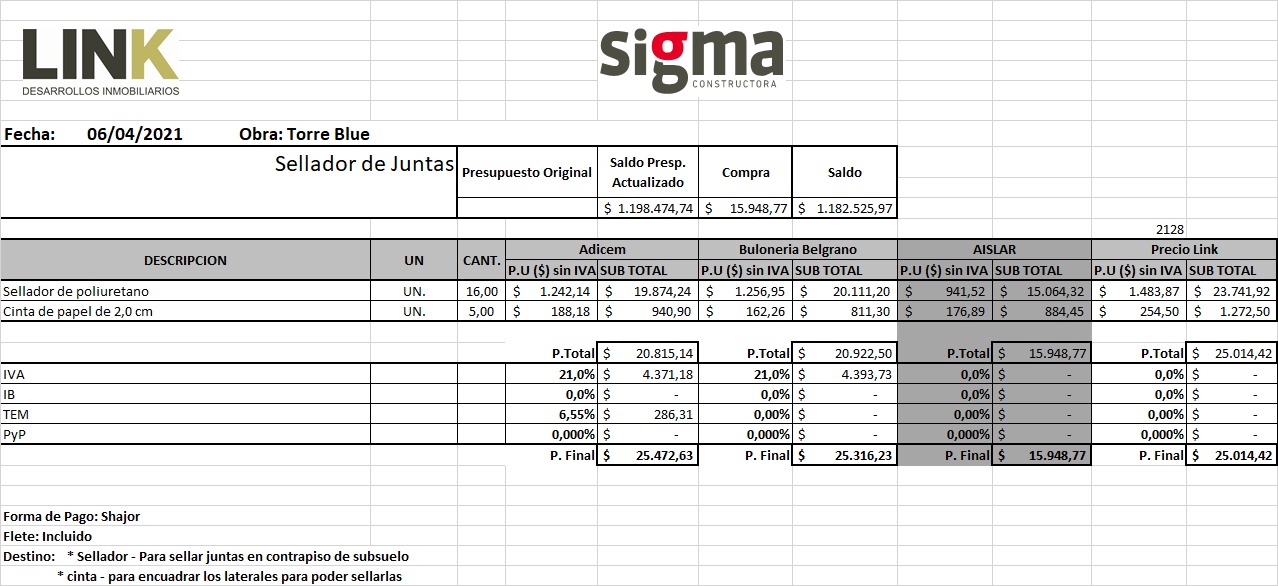 LINK
DESARROLLOS INMOBILIARIOS
sigma
CONSTRUCTORA
Fecha: 06/04/2021 Obra: Torre Blue
Sellador de Juntas
Presupuesto Original Saldo Presp. Actualizado Compra Saldo
$ 1.198.474,74 $ 15.948,77 $ 1.182.525,97
2128
DESCRIPCION UN CANT. Adicem Buloneria Belgrano AISLAR Precio Link
P.U ($) sin IVA SUB TOTAL P.U ($) sin IVA SUB TOTAL P.U ($) sin IVA SUB TOTAL P.U ($) sin IVA SUB TOTAL
Sellador de poliuretano UN. 16,00 $ 1.242,14 $ 19.874,24 $ 1.256,95 $ 20.111,20 $ 941,52 $ 15.064,32 $ 1.483,87 $ 23.741,92
Cinta de papel de 2,0 cm UN. 5,00 $ 188,18 $ 940,90 $ 162,26 $ 811,30 $ 176,89 $ 884,45 $ 254,50 $ 1.272,50
P.Total $ 20.815,14 P.Total $ 20.922,50 P.Total $ 15.948,77 P.Total $ 25.014,42
IVA 21,0% $ 4.371,18 21,0% $ 4.393,73 0,0% $ - 0,0% $ -
IB 0,0% $ - 0,0% $ - 0,0% $ - 0,0% $ -
TEM 6,55% $ 286,31 0,00% $ - 0,00% $ - 0,00% $ -
PyP 0,000% $ - 0,000% $ - 0,000% $ - 0,000% $ -
P. Final $ 25.472,63 P. Final $ 25.316,23 P. Final $ 15.948,77 P. Final $ 25.014,42
Forma de Pago: Shajor
Flete: Incluido
Destino: * Sellador - Para sellar juntas en contrapiso de subsuelo
* cinta - para encuadrar los laterales para poder sellarlas